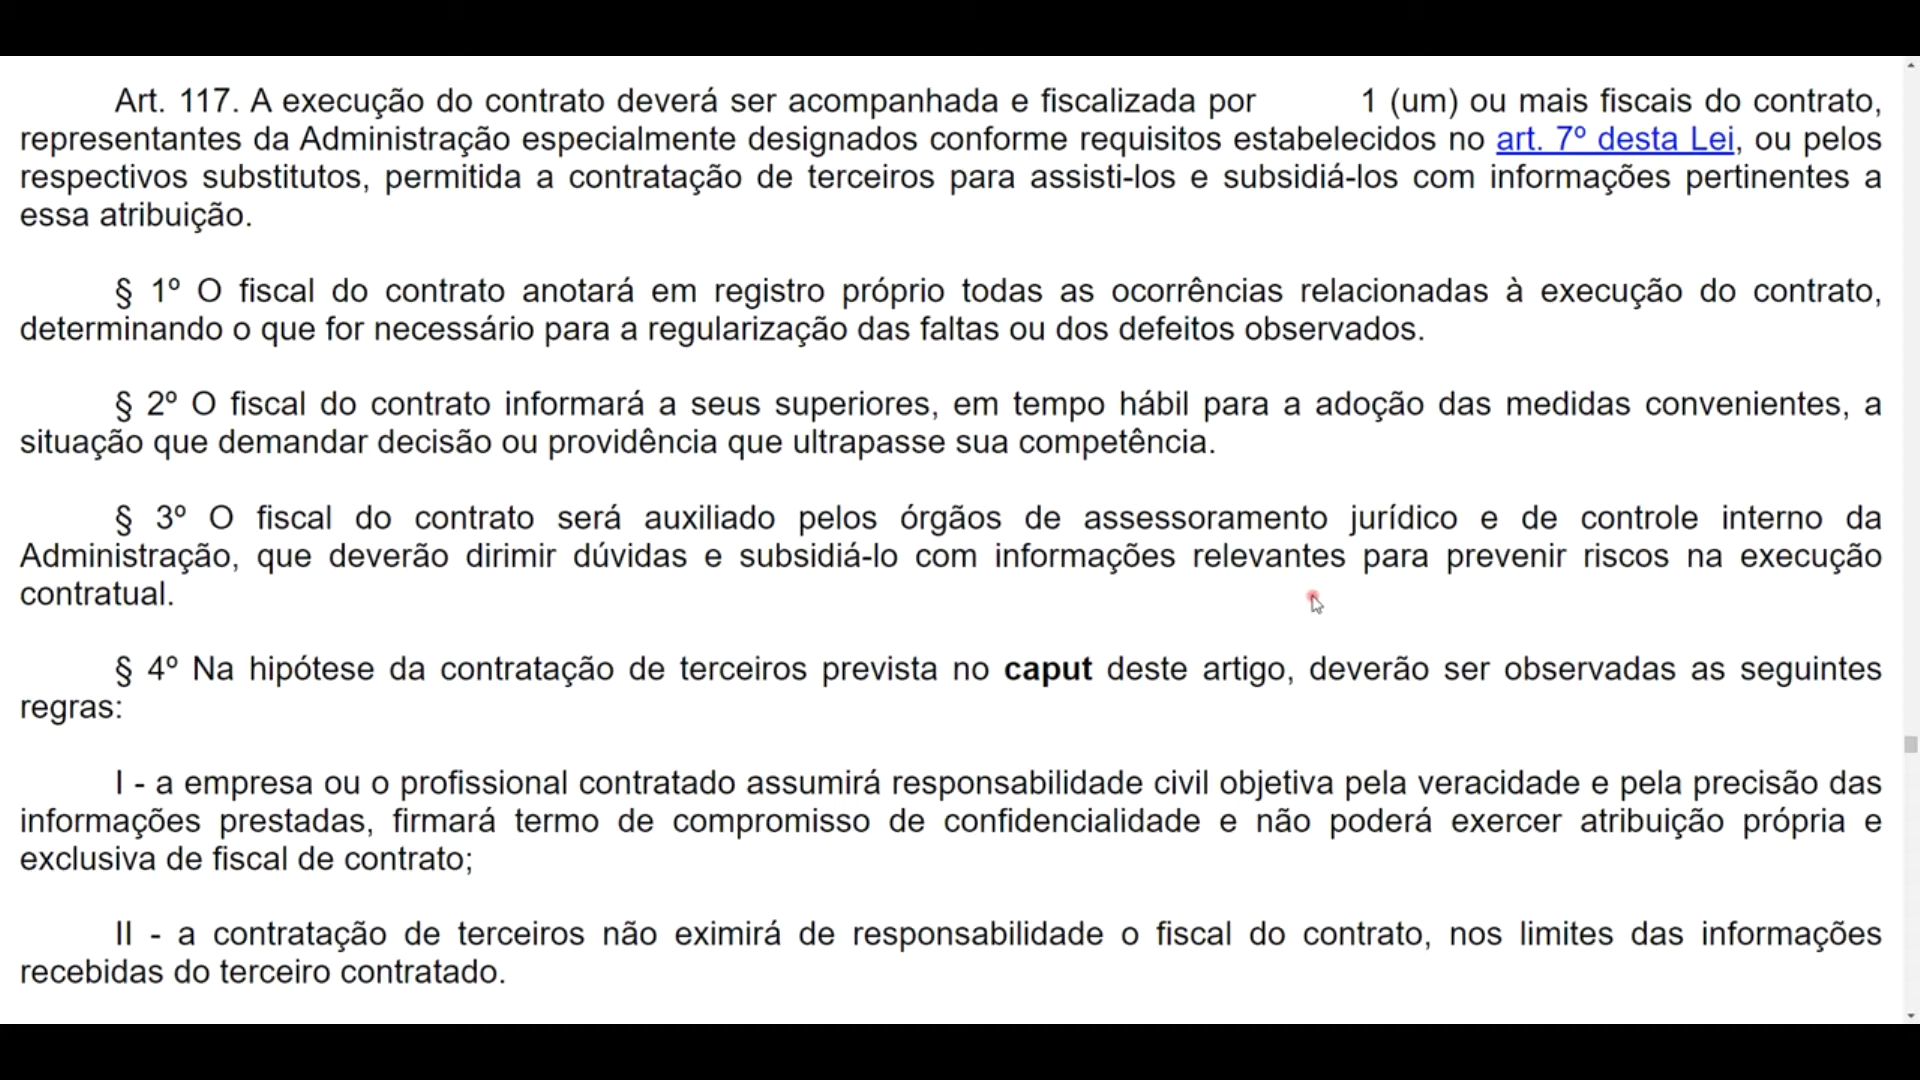 Art. 117. A execução do contrato deverá ser acompanhada e fiscalizada por 1 (um) ou mais fiscais do contrato,
representantes da Administração especialmente designados conforme requisitos estabelecidos no art. 7º desta Lei, ou pelos
respectivos substitutos, permitida a contratação de terceiros para assisti-los e subsidiá-los com informações pertinentes a
essa atribuição.
§ 1º O fiscal do contrato anotará em registro próprio todas as ocorrências relacionadas à execução do contrato,
determinando o que for necessário para a regularização das faltas ou dos defeitos observados.
§ 2º O fiscal do contrato informará a seus superiores, em tempo hábil para a adoção das medidas convenientes, a
situação que demandar decisão ou providência que ultrapasse sua competência.
§ 3º O fiscal do contrato será auxiliado pelos órgãos de assessoramento jurídico e de controle interno da
Administração, que deverão dirimir dúvidas e subsidiá-lo com informações relevantes para prevenir riscos na execução
contratual.
§ 4º Na hipótese da contratação de terceiros prevista no caput deste artigo, deverão ser observadas as seguintes
regras:
I - a empresa ou o profissional contratado assumirá responsabilidade civil objetiva pela veracidade e pela precisão das
informações prestadas, firmará termo de compromisso de confidencialidade e não poderá exercer atribuição própria e
exclusiva de fiscal de contrato;
II - a contratação de terceiros não eximirá de responsabilidade o fiscal do contrato, nos limites das informações
recebidas do terceiro contratado.